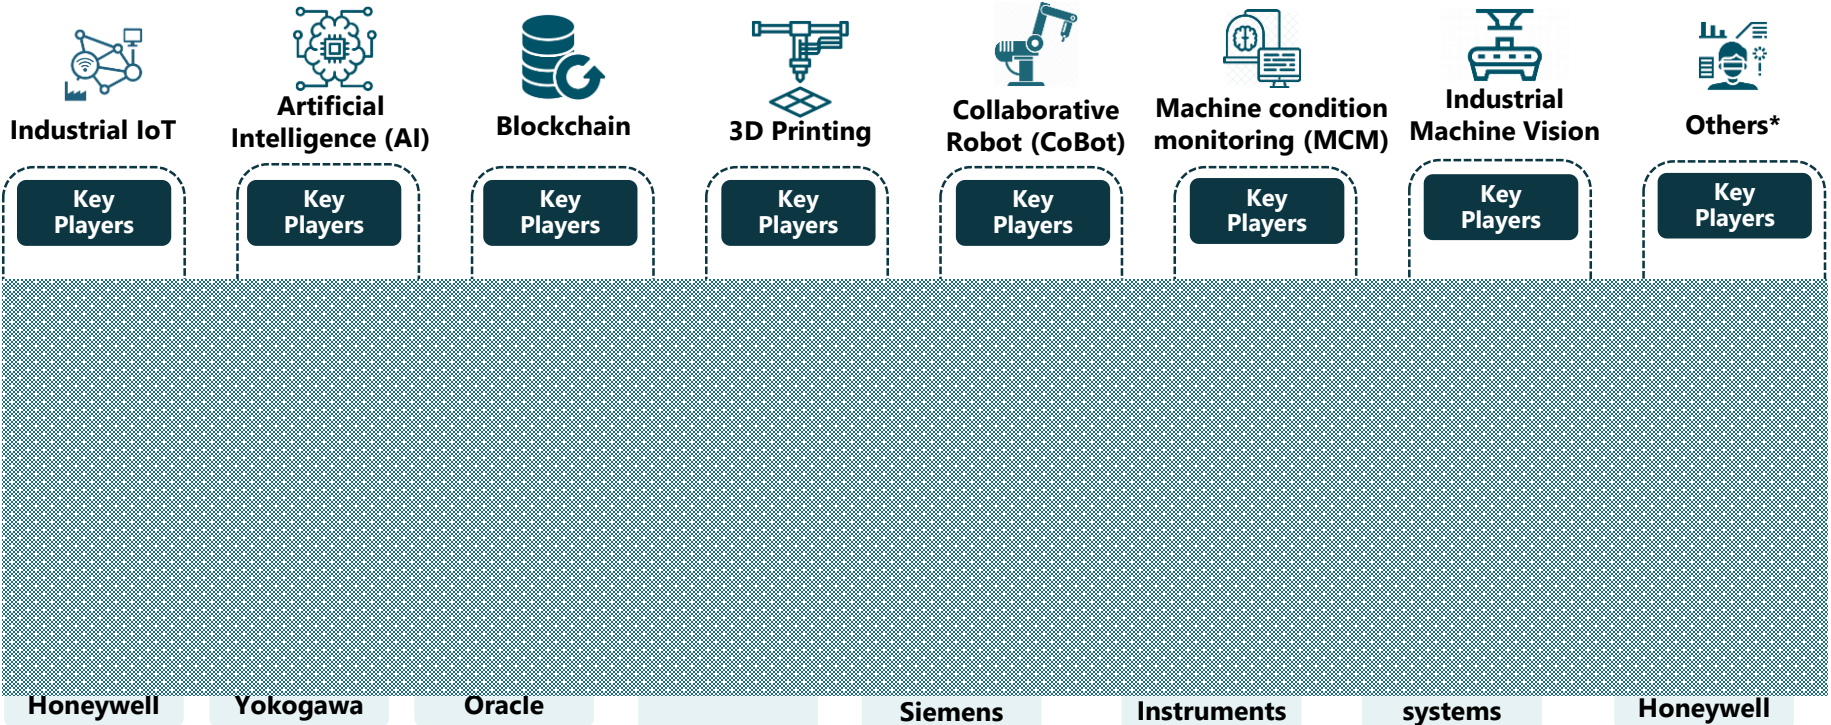 Industrial IoT
Artificial
Intelligence (AI)
Blockchain
3D Printing
Collaborative
Robot (CoBot)
Machine condition
monitoring (MCM)
Industrial
Machine Vision
Others*
Key
Players
Key
Players
Key
Players
Key
Players
Key
Players
Key
Players
Key
Players
Key
Players
Honeywell
Yokogawa
Oracle
Siemens
Instruments
systems
Honeywell